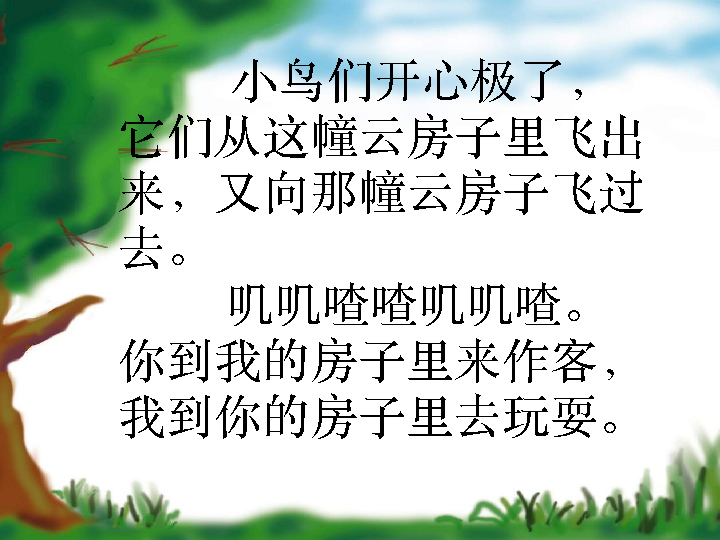 小鸟们开心极了，
它们从这幢云房子里飞出
来，又向那幢云房子飞过
去。
叽叽喳喳叽叽喳。
你到我的房子里来作客，
我到你的房子里去玩耍。